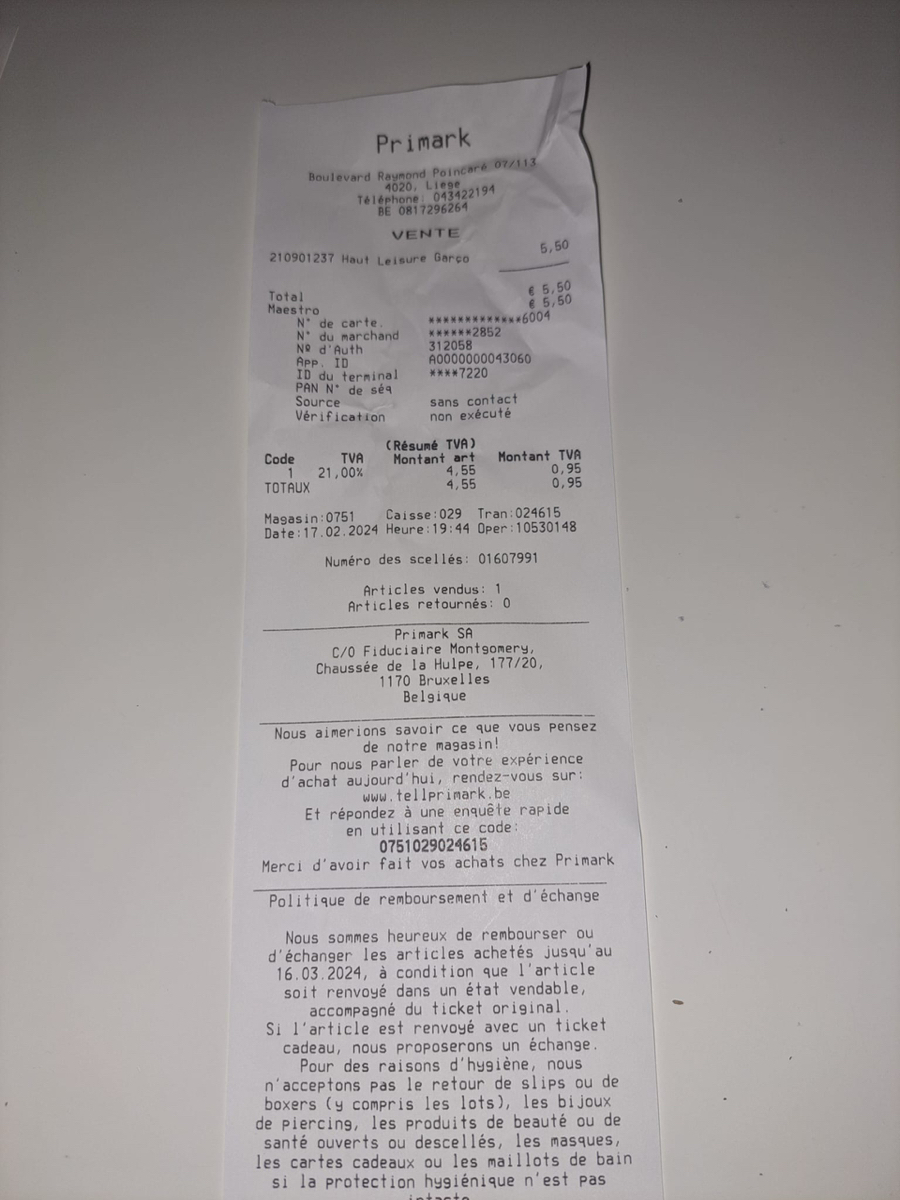 Primark
Boulevard Raymond Poincaré 07/113
4020, Liege
Téléphone: 043422194
BE 0817296264
VENTE
210901237 Haut Leisure Garço 5,50
Total € 5,50
Maestro € 5,50
N° de carte. *************6004
N° du marchand ******2852
Nº d'Auth 312058
App. ID A0000000043060
ID du terminal ****7220
PAN N° de séq
Source sans contact
Vérification non exécuté
(Résumé TVA)
Code TVA Montant art Montant TVA
1 21,00% 4,55 0,95
TOTAUX 4,55 0,95
Magasin:0751 Caisse:029 Tran:024615
Date:17.02.2024 Heure:19:44 Oper:10530148
Numéro des scellés: 01607991
Articles vendus: 1
Articles retournés: 0
Primark SA
C/O Fiduciaire Montgomery,
Chaussée de la Hulpe, 177/20,
1170 Bruxelles
Belgique
Nous aimerions savoir ce que vous pensez
de notre magasin!
Pour nous parler de votre expérience
d'achat aujourd'hui, rendez-vous sur:
www.tellprimark.be
Et répondez à une enquête rapide
en utilisant ce code:
0751029024615
Merci d'avoir fait vos achats chez Primark
Politique de remboursement et d'échange
Nous sommes heureux de rembourser ou
d'échanger les articles achetés jusqu'au
16.03.2024, à condition que l'article
soit renvoyé dans un état vendable,
accompagné du ticket original.
Si l'article est renvoyé avec un ticket
cadeau, nous proposerons un échange.
Pour des raisons d'hygiène, nous
n'acceptons pas le retour de slips ou de
boxers (y compris les lots), les bijoux
de piercing, les produits de beauté ou de
santé ouverts ou descellés, les masques,
les cartes cadeaux ou les maillots de bain
si la protection hygiénique n'est pas